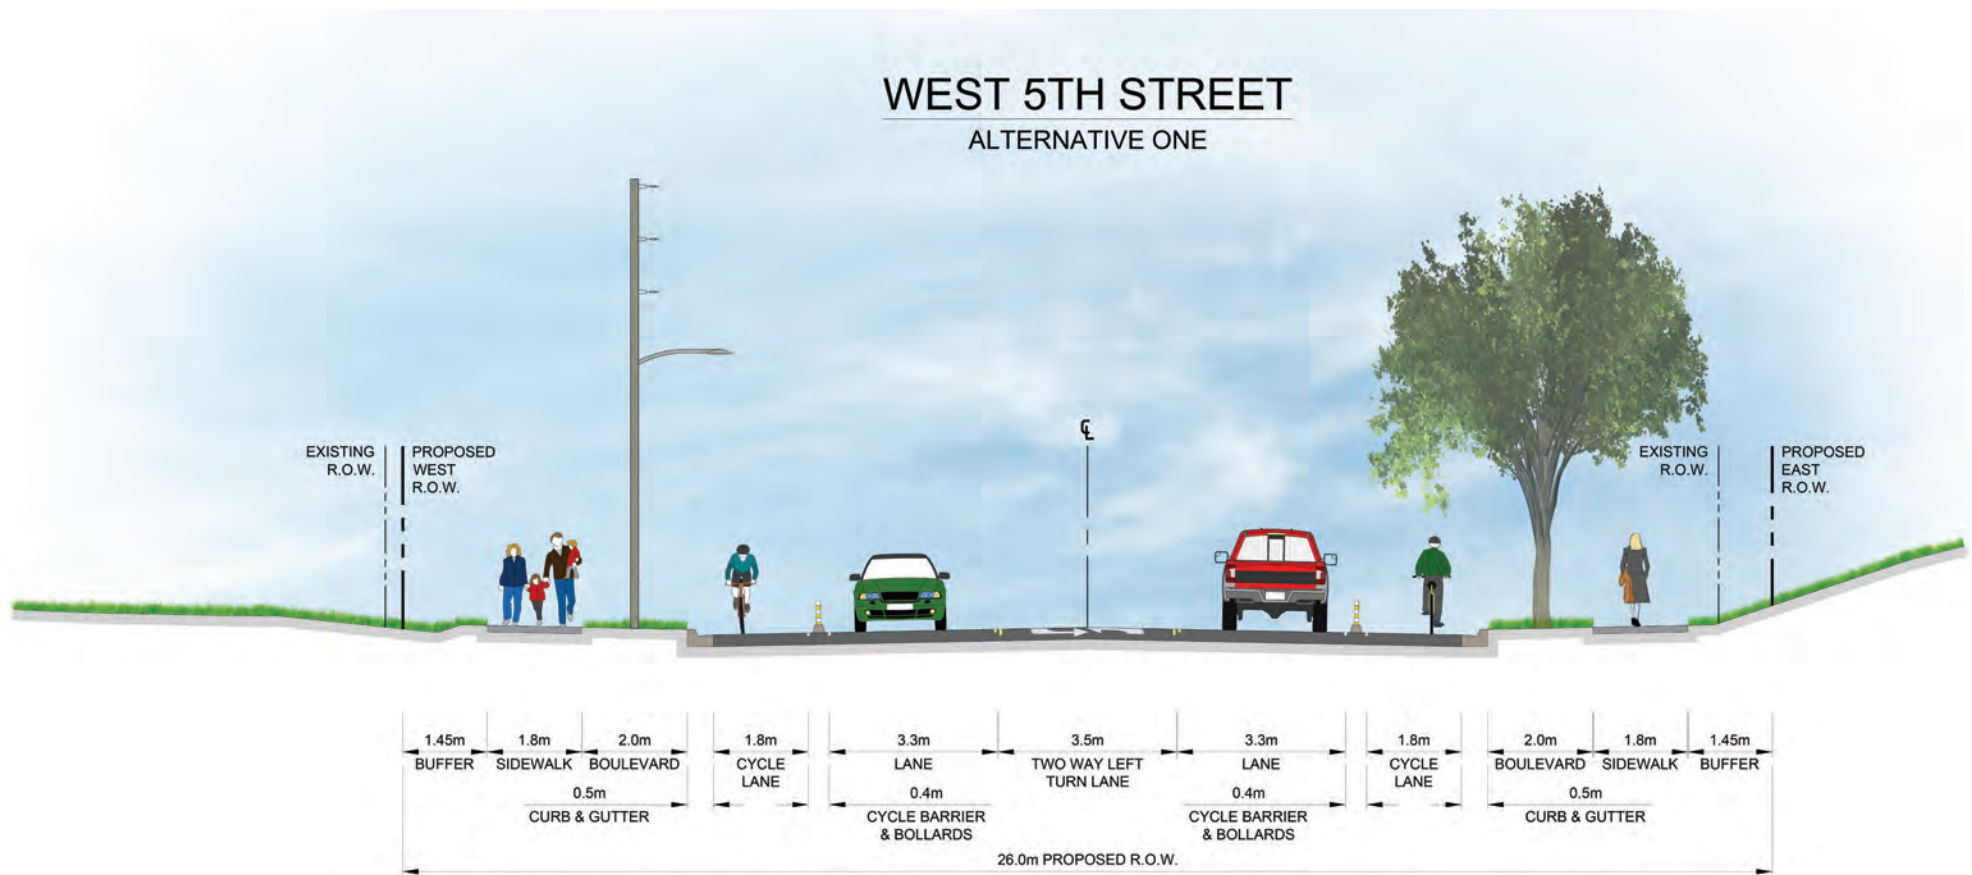 WEST 5TH STREET
ALTERNATIVE ONE
℄
EXISTING
R.O.W.
PROPOSED
WEST
R.O.W.
EXISTING
R.O.W.
PROPOSED
EAST
R.O.W.
1.45m
BUFFER
1.8m
SIDEWALK
2.0m
BOULEVARD
0.5m
CURB & GUTTER
1.8m
CYCLE
LANE
3.3m
LANE
0.4m
CYCLE BARRIER
& BOLLARDS
3.5m
TWO WAY LEFT
TURN LANE
3.3m
LANE
0.4m
CYCLE BARRIER
& BOLLARDS
1.8m
CYCLE
LANE
2.0m
BOULEVARD
1.8m
SIDEWALK
1.45m
BUFFER
0.5m
CURB & GUTTER
26.0m PROPOSED R.O.W.